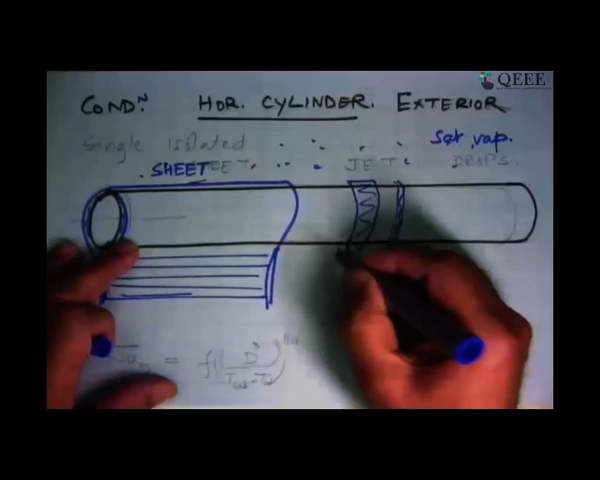 QEEE
CONDᴺ HOR. CYLINDER. EXTERIOR
Single Isolated Sat. vap.
SHEET JET DROPS.